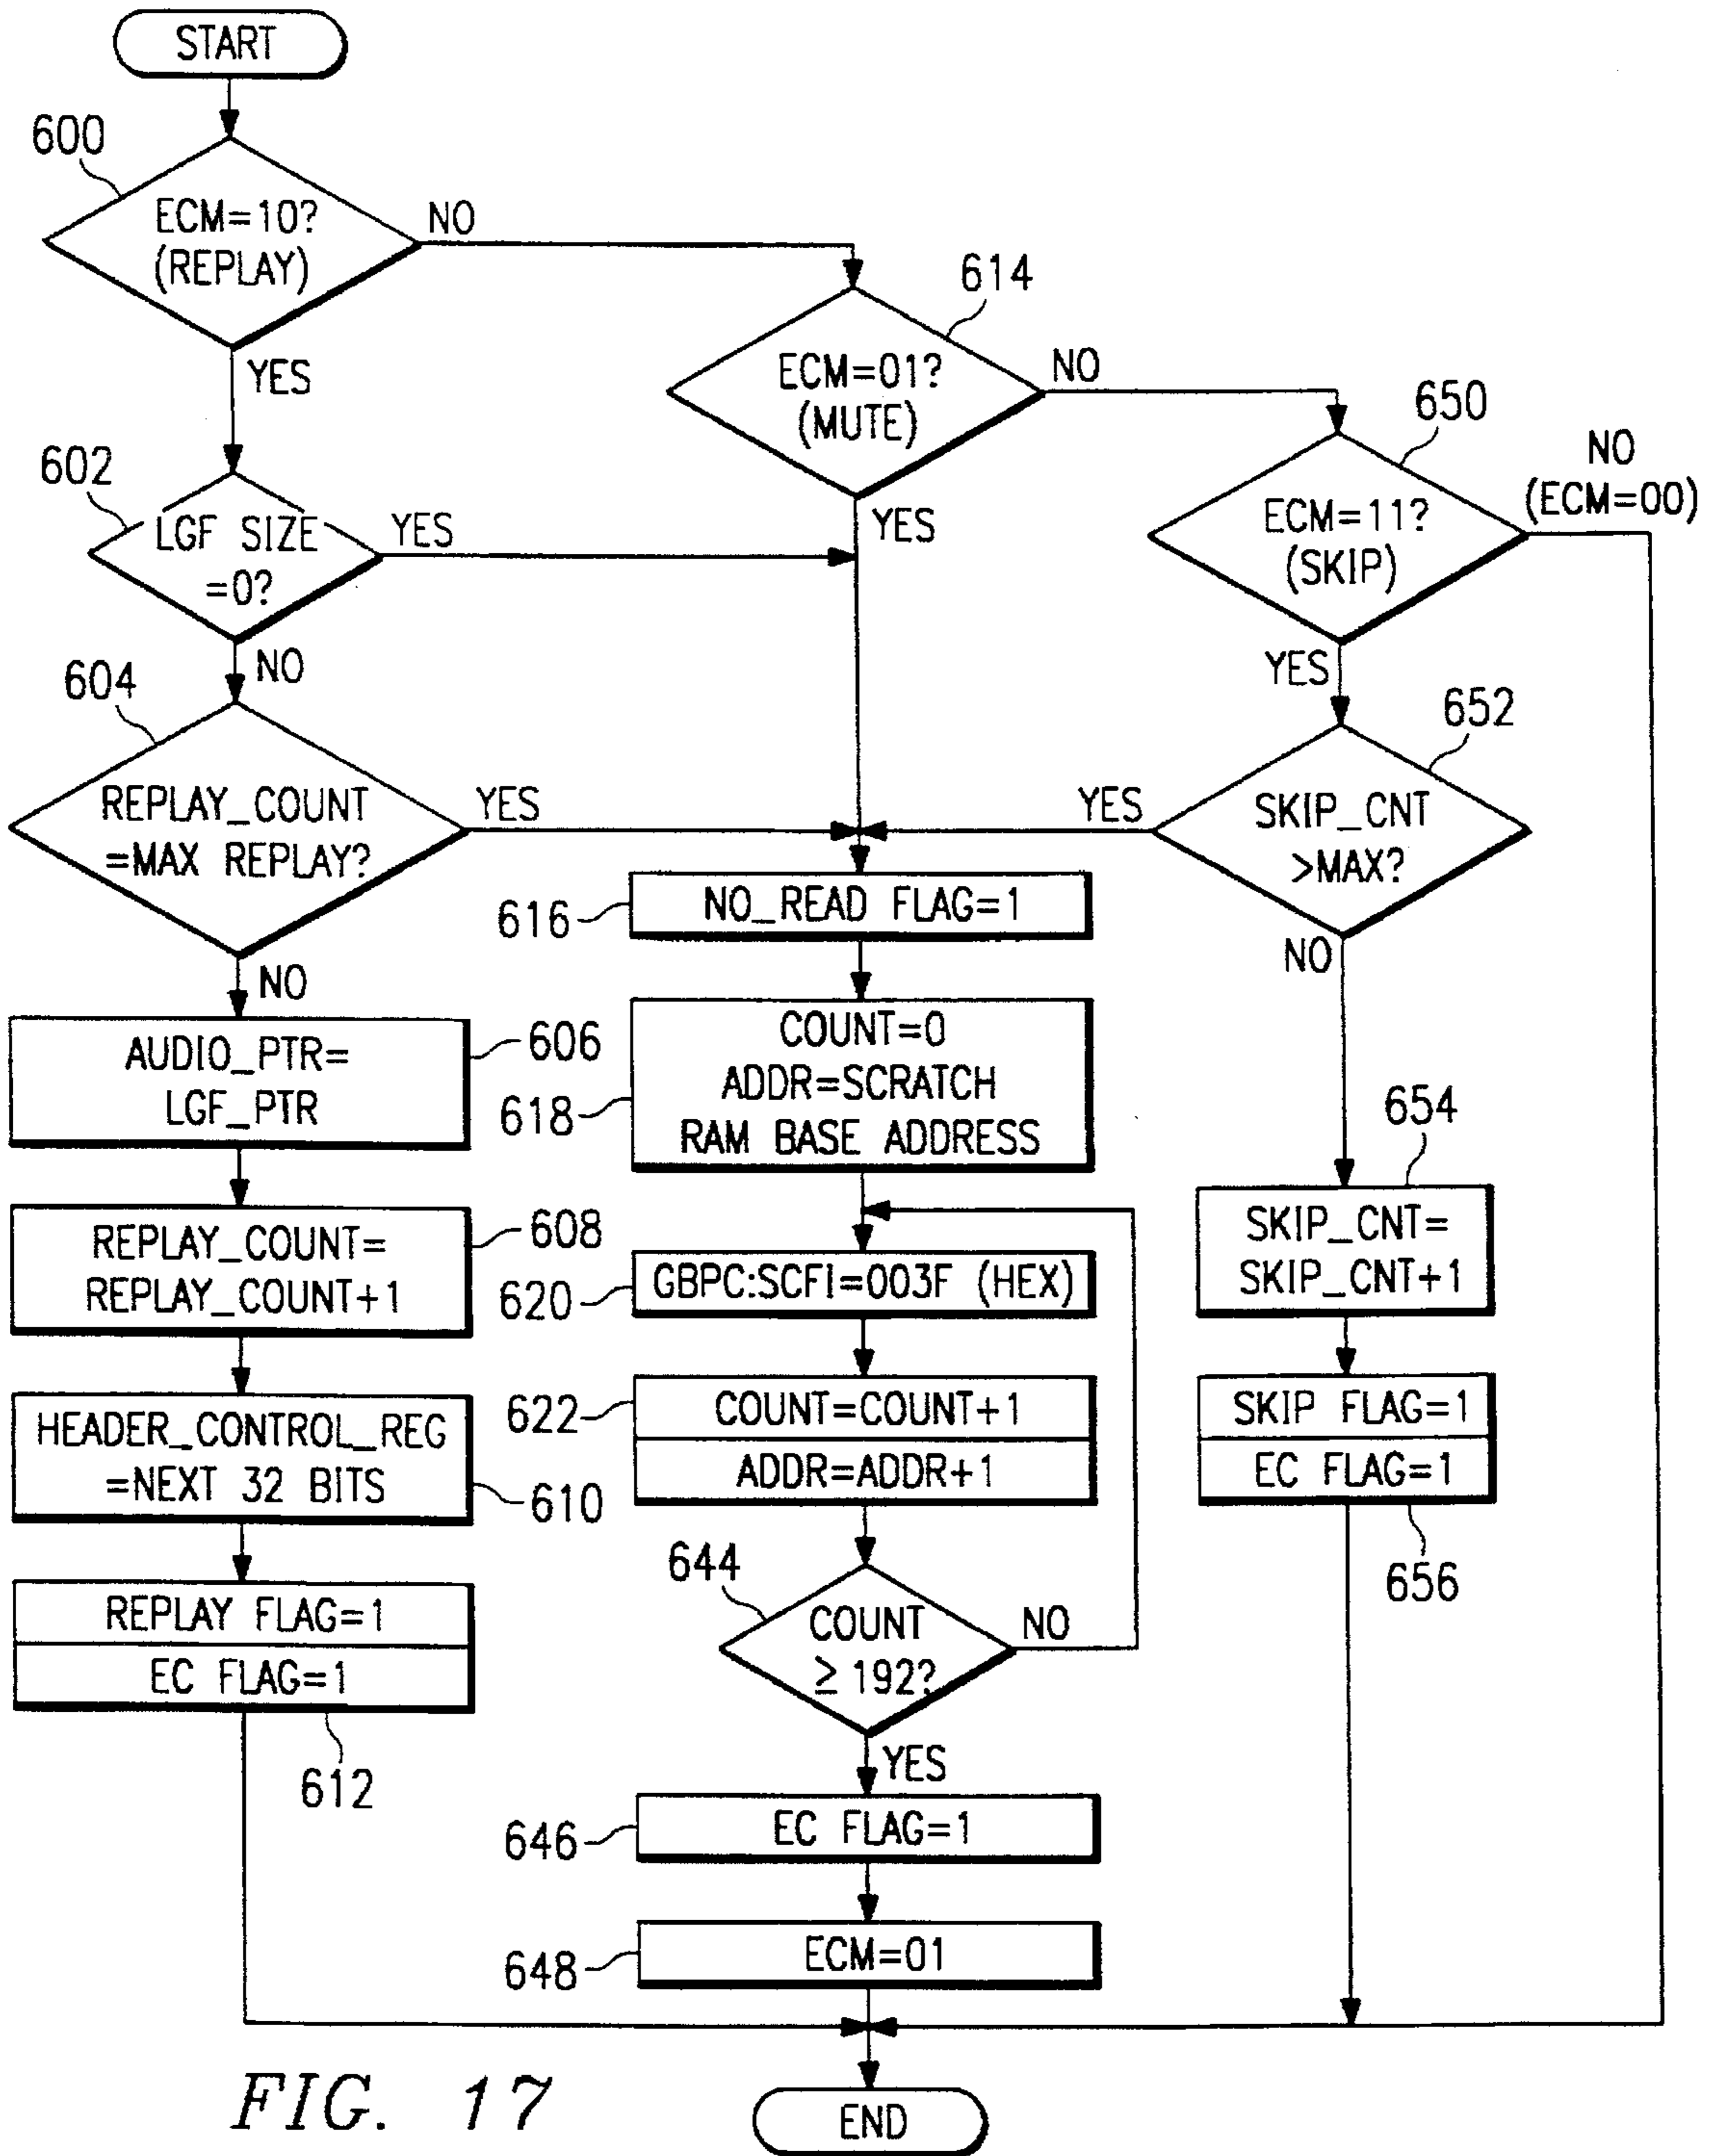 START
600
ECM=10?
(REPLAY)
NO
YES
614
ECM=01?
(MUTE)
NO
YES
650
ECM=11?
(SKIP)
NO
(ECM=00)
YES
602
LGF SIZE
=0?
YES
NO
604
REPLAY_COUNT
=MAX REPLAY?
YES
NO
652
SKIP_CNT
>MAX?
YES
NO
606
AUDIO_PTR=
LGF_PTR
608
REPLAY_COUNT=
REPLAY_COUNT+1
610
HEADER_CONTROL_REG
=NEXT 32 BITS
REPLAY FLAG=1
EC FLAG=1
612
616
NO_READ FLAG=1
618
COUNT=0
ADDR=SCRATCH
RAM BASE ADDRESS
620
GBPC:SCFI=003F (HEX)
622
COUNT=COUNT+1
ADDR=ADDR+1
644
COUNT
≥ 192?
NO
YES
646
EC FLAG=1
648
ECM=01
654
SKIP_CNT=
SKIP_CNT+1
SKIP FLAG=1
EC FLAG=1
656
END
FIG. 17